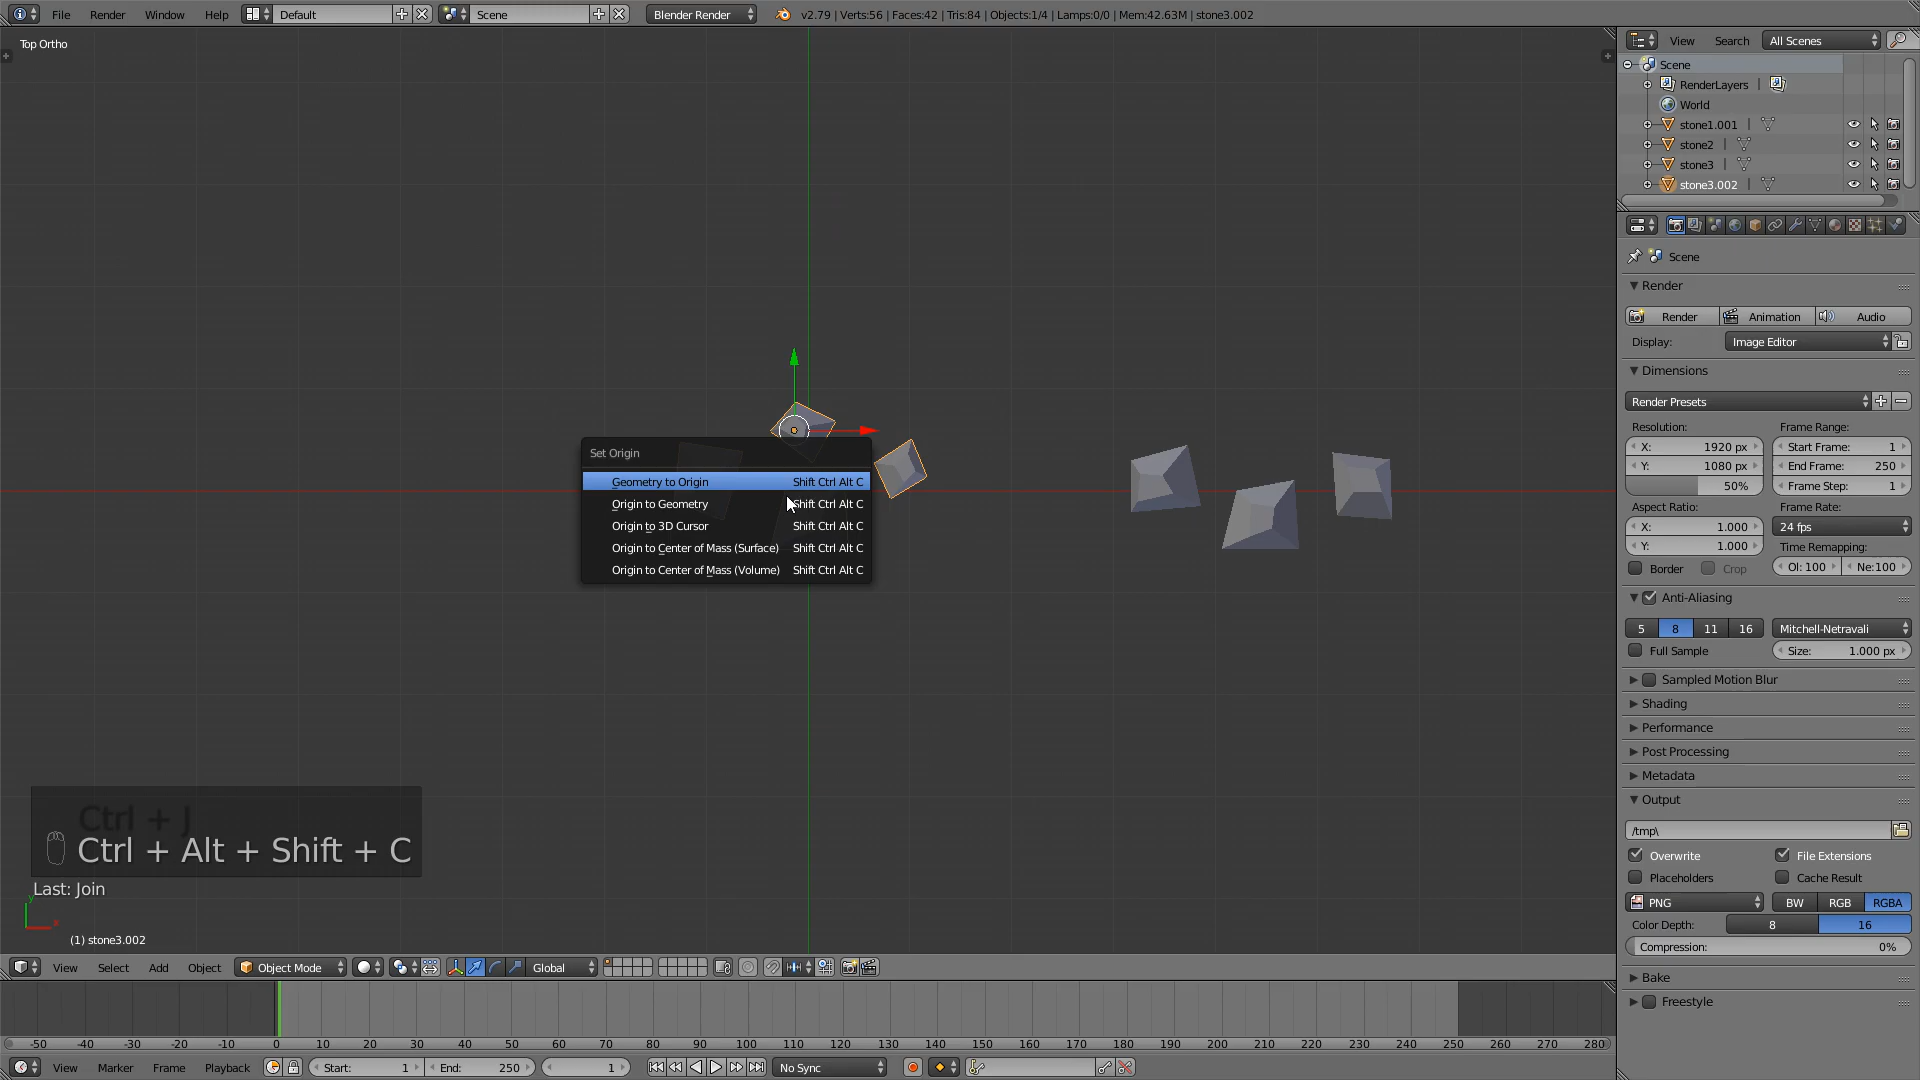 File Render Window Help Default Scene Blender Render v2.79 | Verts:56 | Faces:42 | Tris:84 | Objects:1/4 | Lamps:0/0 | Mem:42.63M | stone3.002
Top Ortho
View Search All Scenes
Scene
RenderLayers
World
stone1.001
stone2
stone3
stone3.002
Scene
Render
Render Animation Audio
Display: Image Editor
Dimensions
Render Presets
Resolution: Frame Range:
X: 1920 px Start Frame: 1
Y: 1080 px End Frame: 250
50% Frame Step: 1
Aspect Ratio: Frame Rate:
X: 1.000 24 fps
Y: 1.000 Time Remapping:
Border Crop Ol: 100 Ne:100
Anti-Aliasing
5 8 11 16 Mitchell-Netravali
Full Sample Size: 1.000 px
Sampled Motion Blur
Shading
Performance
Post Processing
Metadata
Output
/tmp\
Overwrite File Extensions
Placeholders Cache Result
PNG BW RGB RGBA
Color Depth: 8 16
Compression: 0%
Bake
Freestyle
Set Origin
Geometry to Origin Shift Ctrl Alt C
Origin to Geometry Shift Ctrl Alt C
Origin to 3D Cursor Shift Ctrl Alt C
Origin to Center of Mass (Surface) Shift Ctrl Alt C
Origin to Center of Mass (Volume) Shift Ctrl Alt C
Ctrl + J
Ctrl + Alt + Shift + C
Last: Join
(1) stone3.002
View Select Add Object Object Mode Global
-50 -40 -30 -20 -10 0 10 20 30 40 50 60 70 80 90 100 110 120 130 140 150 160 170 180 190 200 210 220 230 240 250 260 270 280
View Marker Frame Playback Start: 1 End: 250 1 No Sync